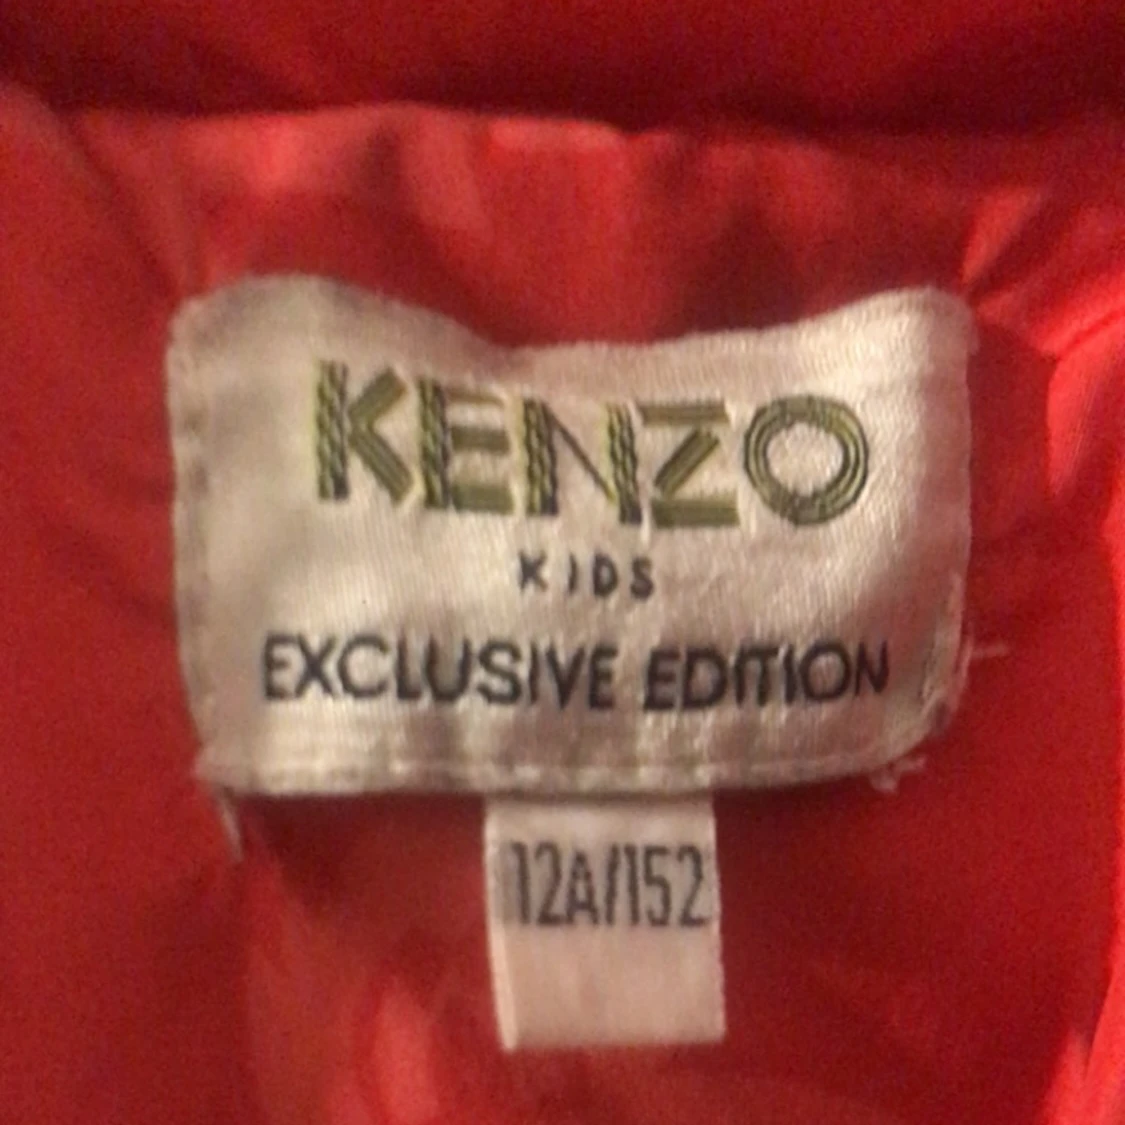 KENZO
KIDS
EXCLUSIVE EDITION
12A/152